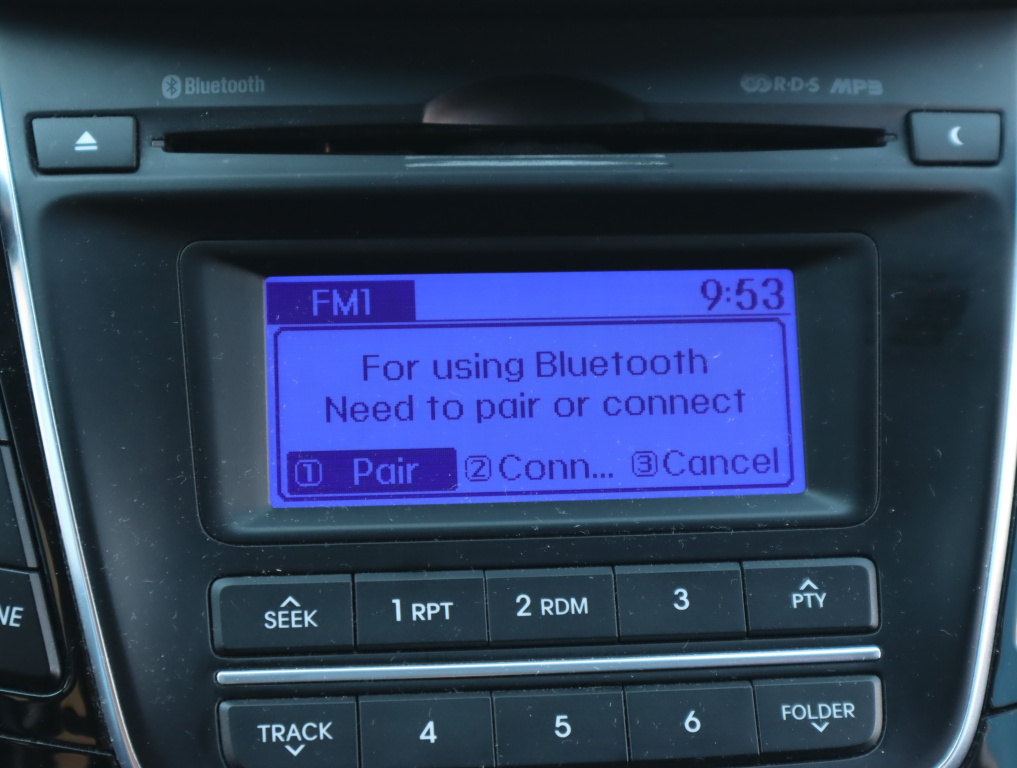 Bluetooth
R·D·S MP3
FM1 9:53
For using Bluetooth
Need to pair or connect
1 Pair 2 Conn... 3 Cancel
SEEK 1 RPT 2 RDM 3 PTY
NE
TRACK 4 5 6 FOLDER